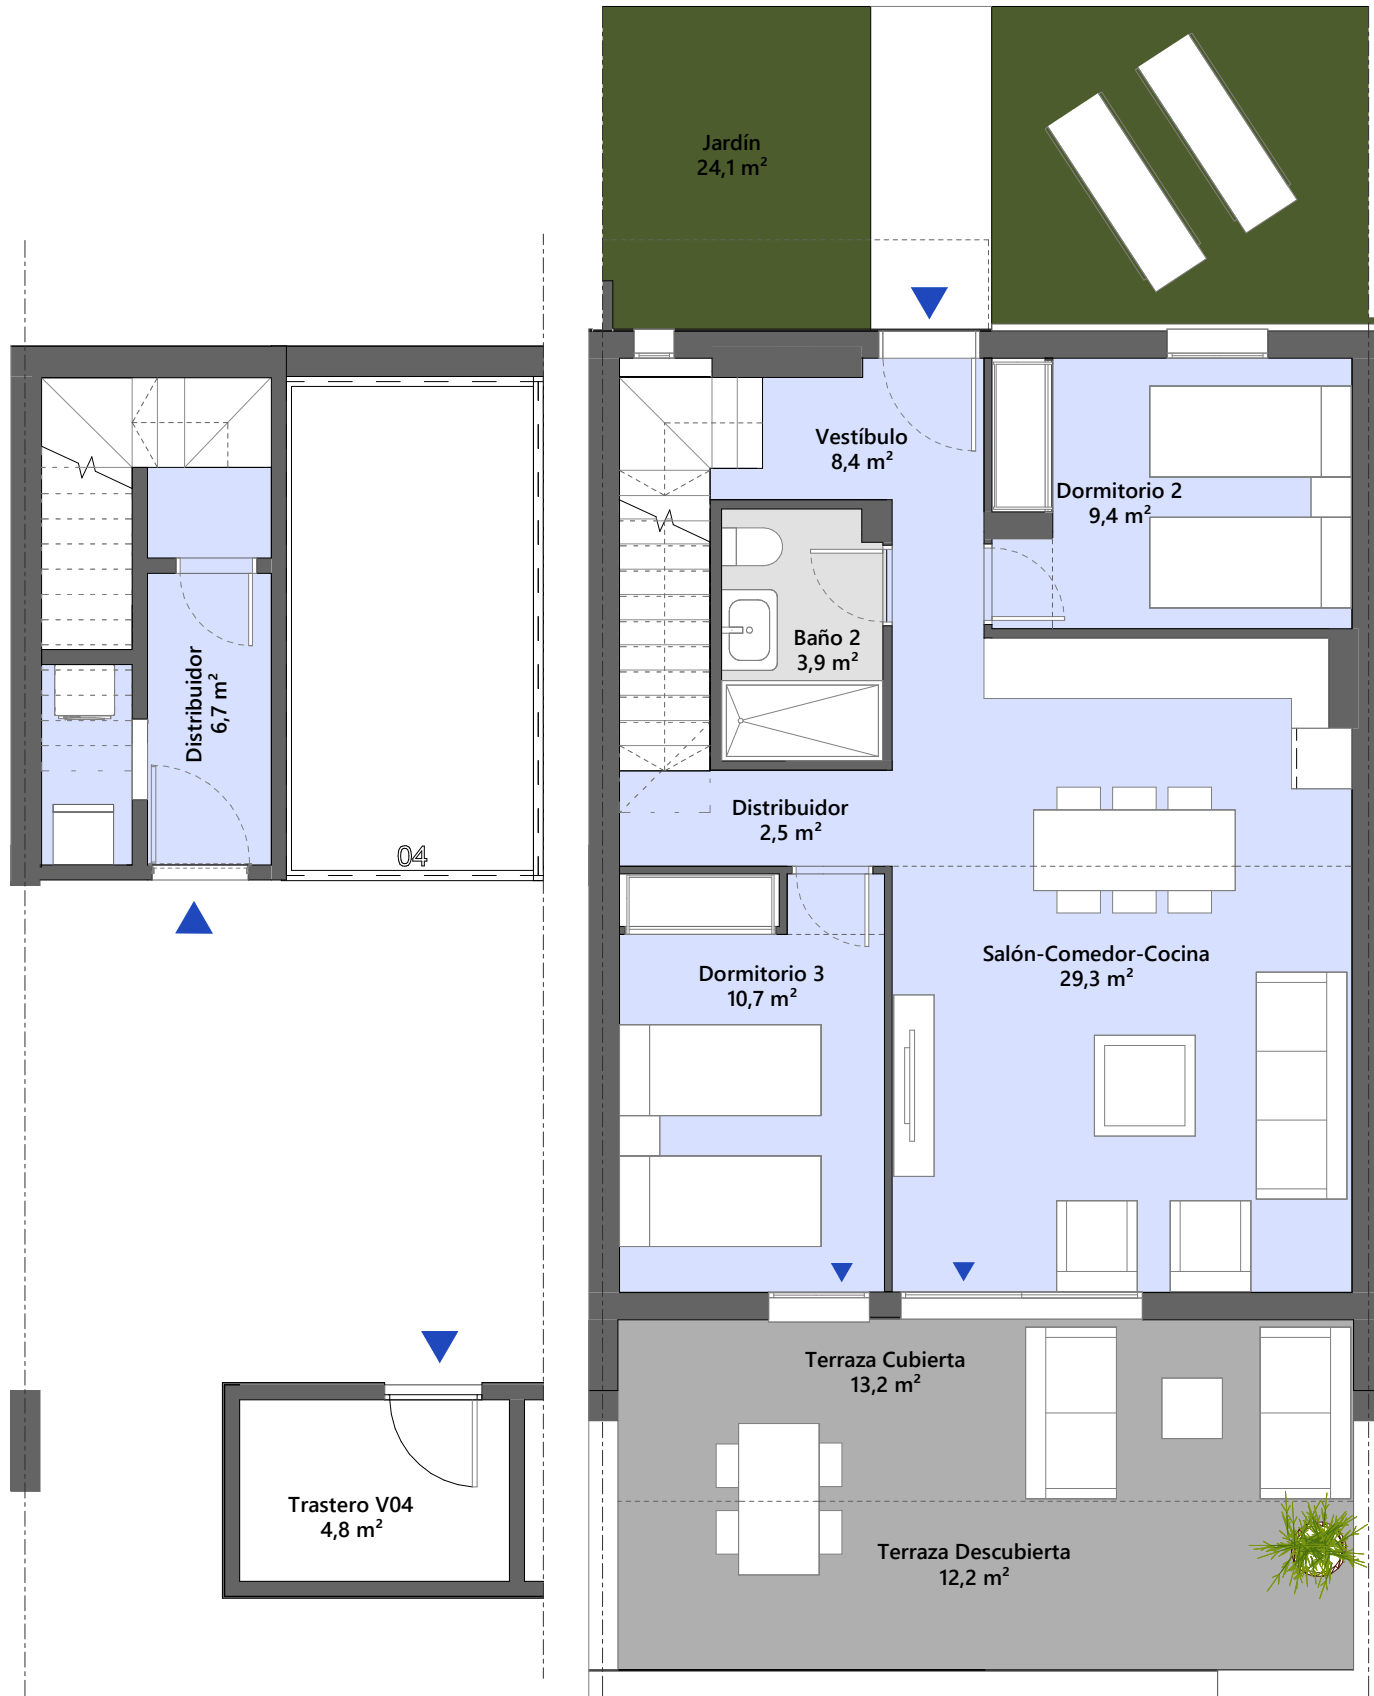 Jardín
24,1 m²
Vestíbulo
8,4 m²
Dormitorio 2
9,4 m²
Baño 2
3,9 m²
Distribuidor
6,7 m²
Distribuidor
2,5 m²
04
Salón-Comedor-Cocina
29,3 m²
Dormitorio 3
10,7 m²
Terraza Cubierta
13,2 m²
Trastero V04
4,8 m²
Terraza Descubierta
12,2 m²